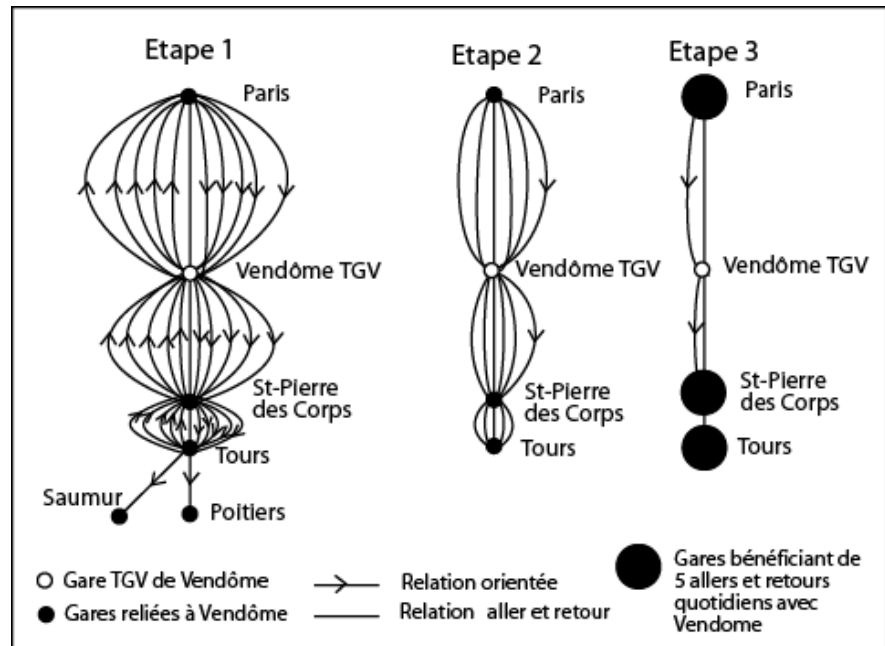 Etape 1
Paris
Vendôme TGV
St-Pierre
des Corps
Tours
Saumur
Poitiers
Etape 2
Paris
Vendôme TGV
St-Pierre
des Corps
Tours
Etape 3
Paris
Vendôme TGV
St-Pierre
des Corps
Tours
Gare TGV de Vendôme
Gares reliées à Vendôme
Relation orientée
Relation aller et retour
Gares bénéficiant de
5 allers et retours
quotidiens avec
Vendome